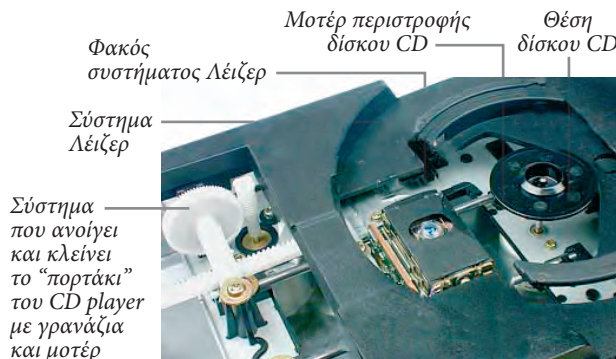 Μοτέρ περιστροφής
δίσκου CD
Θέση
δίσκου CD
Φακός
συστήματος Λέιζερ
Σύστημα
Λέιζερ
Σύστημα
που ανοίγει
και κλείνει
το “πορτάκι”
του CD player
με γρανάζια
και μοτέρ